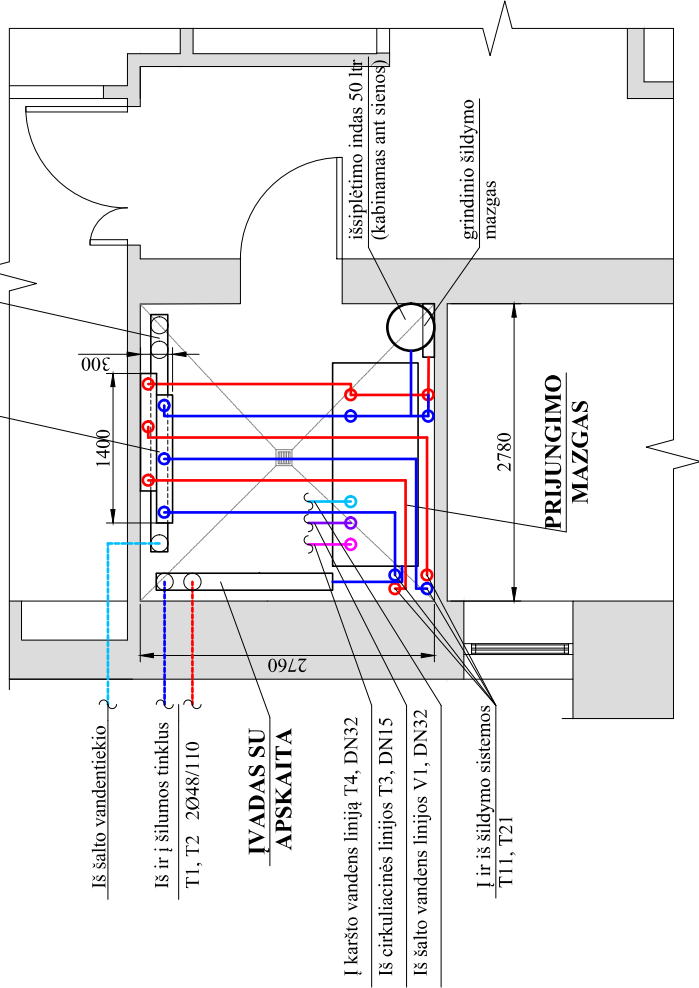 išsiplėtimo indas 50 ltr
(kabinamas ant sienos)
grindinio šildymo
mazgas
300
1400
2780
2760
PRIJUNGIMO
MAZGAS
Iš šalto vandentiekio
Iš ir į šilumos tinklus
T1, T2 2Ø48/110
ĮVADAS SU
APSKAITA
Į karšto vandens liniją T4, DN32
Iš cirkuliacinės linijos T3, DN15
Iš šalto vandens linijos V1, DN32
Į ir iš šildymo sistemos
T11, T21